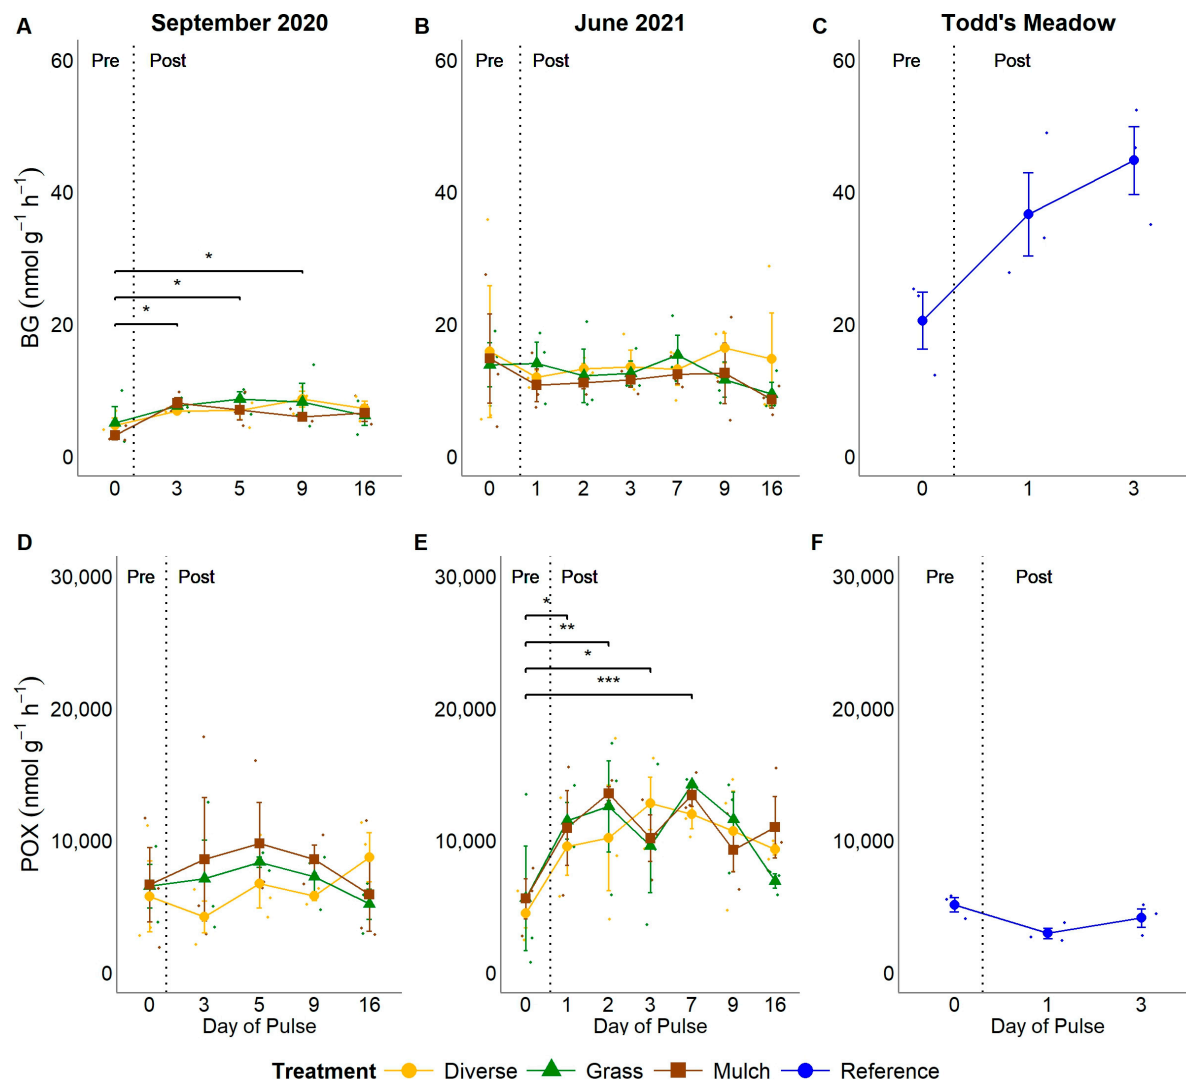 A September 2020
B June 2021
C Todd's Meadow
60 Pre Post
60 Pre Post
60 Pre Post
40
40
40
BG (nmol g⁻¹ h⁻¹)
*
*
*
20
20
20
0
0
0
0 3 5 9 16
0 1 2 3 7 9 16
0 1 3
D
E
F
30,000 Pre Post
30,000 Pre Post
30,000 Pre Post
*
**
*
***
20,000
20,000
20,000
POX (nmol g⁻¹ h⁻¹)
10,000
10,000
10,000
0
0
0
0 3 5 9 16
0 1 2 3 7 9 16
0 1 3
Day of Pulse
Day of Pulse
Day of Pulse
Treatment Diverse Grass Mulch Reference